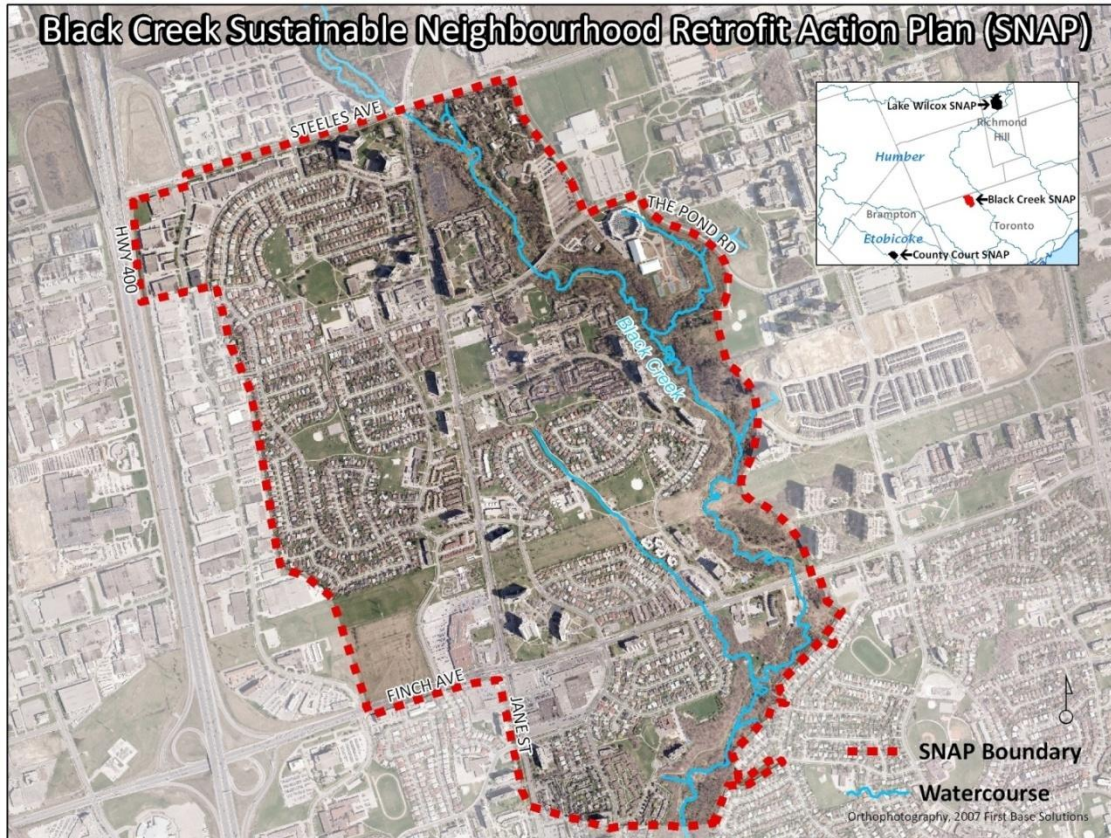 Black Creek Sustainable Neighbourhood Retrofit Action Plan (SNAP)
STEELES AVE
HWY 400
THE POND RD
Black Creek
FINCH AVE
JANE ST
Lake Wilcox SNAP
Richmond
Hill
Humber
Black Creek SNAP
Brampton
Toronto
Etobicoke
County Court SNAP
SNAP Boundary
Watercourse
Orthophotography, 2007 First Base Solutions